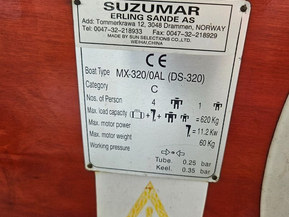 SUZUMAR
ERLING SANDE AS
Add: Tommerkrawa 12, 3048 Drammen, NORWAY
Tel: 0047-32-218933 Fax: 0047-32-218929
MADE BY SUN SELECTIONS CO.,LTD.
WEIHAI,CHINA
CE
Boat Type MX-320/0AL (DS-320)
Category C
Nos. of Persons 4 1
Max. load capacity + + = 620 Kg
Max. motor power = 11.2 Kw
Max. motor weight 60 Kg
Working pressure
Tube. 0.25 bar
Keel. 0.35 bar